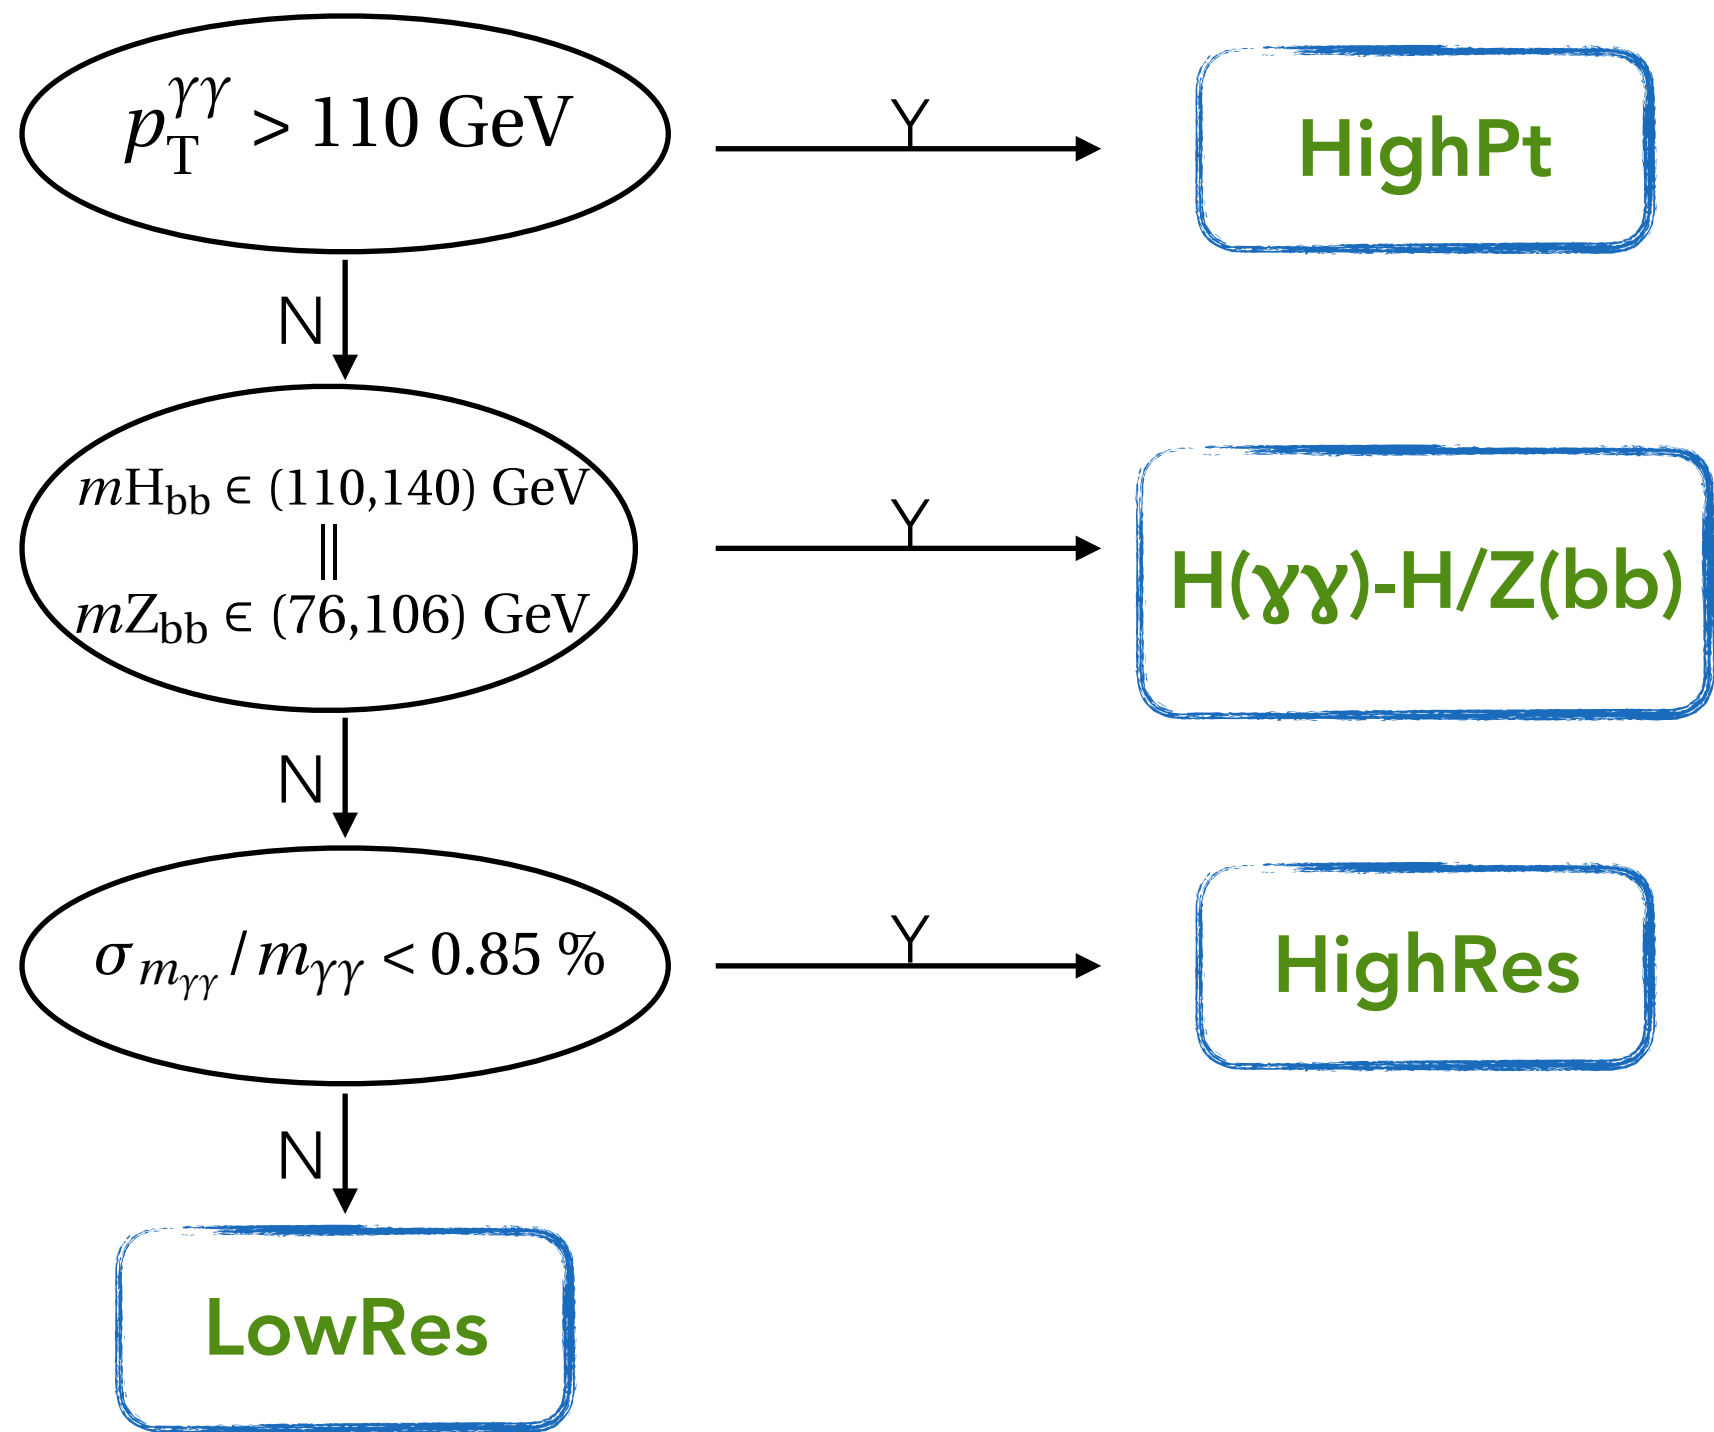 p_T^γγ > 110 GeV
Y
HighPt
N
mH_bb ∈ (110,140) GeV
||
mZ_bb ∈ (76,106) GeV
Y
H(γγ)-H/Z(bb)
N
σ_m_γγ / m_γγ < 0.85 %
Y
HighRes
N
LowRes